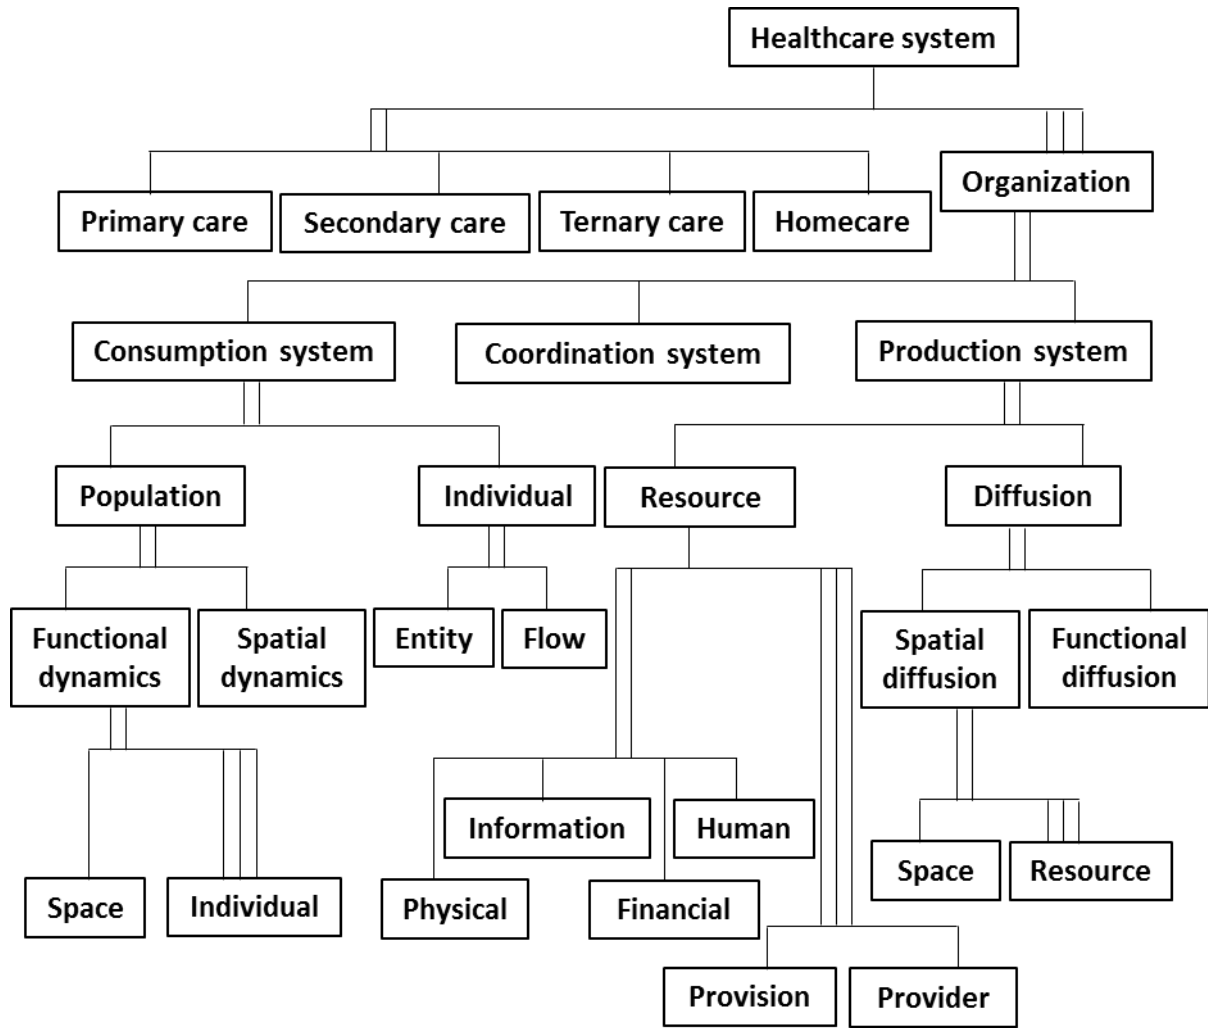 Healthcare system
Organization
Primary care
Secondary care
Ternary care
Homecare
Consumption system
Coordination system
Production system
Population
Individual
Resource
Diffusion
Functional
dynamics
Spatial
dynamics
Entity
Flow
Spatial
diffusion
Functional
diffusion
Information
Human
Space
Resource
Space
Individual
Physical
Financial
Provision
Provider